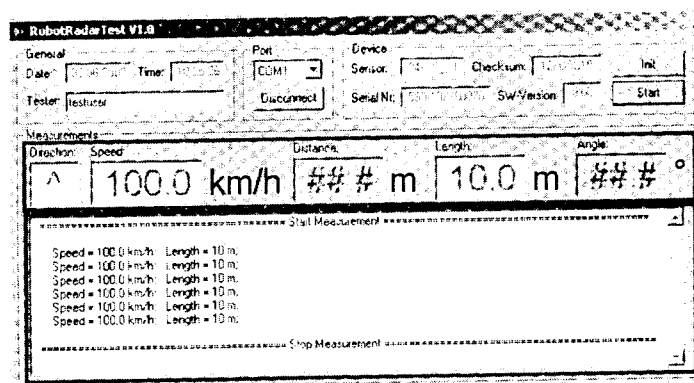 RobotRadarTest V1.0
General
Date: Time:
Tester: testuser
Port
COM1
Disconnect
Device
Sensor: Checksum: Init
Serial Nr.: SW-Version: Start
Measurements
Direction: Speed: Distance: Length: Angle:
^ 100.0 km/h ##.# m 10.0 m ##.# °
Start Measurement
Speed = 100.0 km/h; Length = 10 m;
Speed = 100.0 km/h; Length = 10 m;
Speed = 100.0 km/h; Length = 10 m;
Speed = 100.0 km/h; Length = 10 m;
Speed = 100.0 km/h; Length = 10 m;
Speed = 100.0 km/h; Length = 10 m;
Stop Measurement